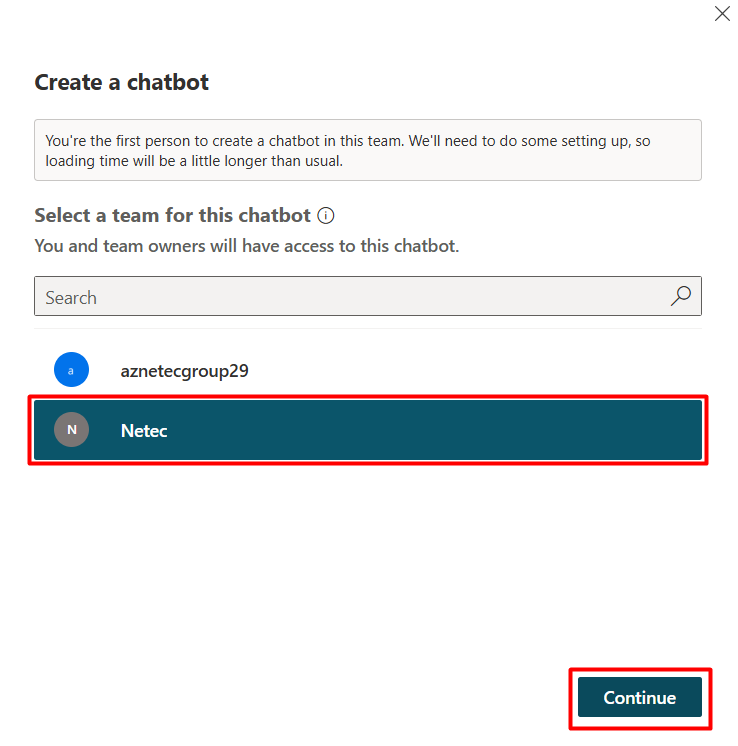 Create a chatbot
You're the first person to create a chatbot in this team. We'll need to do some setting up, so
loading time will be a little longer than usual.
Select a team for this chatbot
You and team owners will have access to this chatbot.
Search
a
aznetecgroup29
N
Netec
Continue